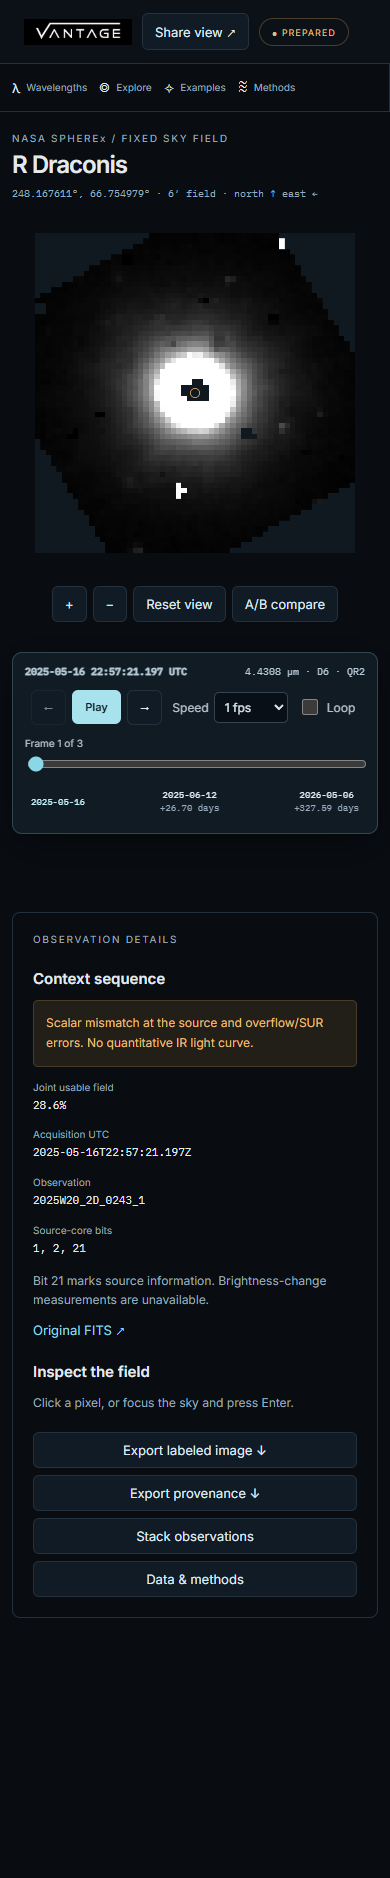 VANTAGE
Share view ↗
● PREPARED
λ Wavelengths
Explore
Examples
Methods
NASA SPHEREx / FIXED SKY FIELD
R Draconis
248.167611°, 66.754979° · 6′ field · north ↑ east ←
+
−
Reset view
A/B compare
2025-05-16 22:57:21.197 UTC
4.4308 µm · D6 · QR2
←
Play
→
Speed
1 fps
Loop
Frame 1 of 3
2025-05-16
2025-06-12
+26.70 days
2026-05-06
+327.59 days
OBSERVATION DETAILS
Context sequence
Scalar mismatch at the source and overflow/SUR
errors. No quantitative IR light curve.
Joint usable field
28.6%
Acquisition UTC
2025-05-16T22:57:21.197Z
Observation
2025W20_2D_0243_1
Source-core bits
1, 2, 21
Bit 21 marks source information. Brightness-change
measurements are unavailable.
Original FITS ↗
Inspect the field
Click a pixel, or focus the sky and press Enter.
Export labeled image ↓
Export provenance ↓
Stack observations
Data & methods